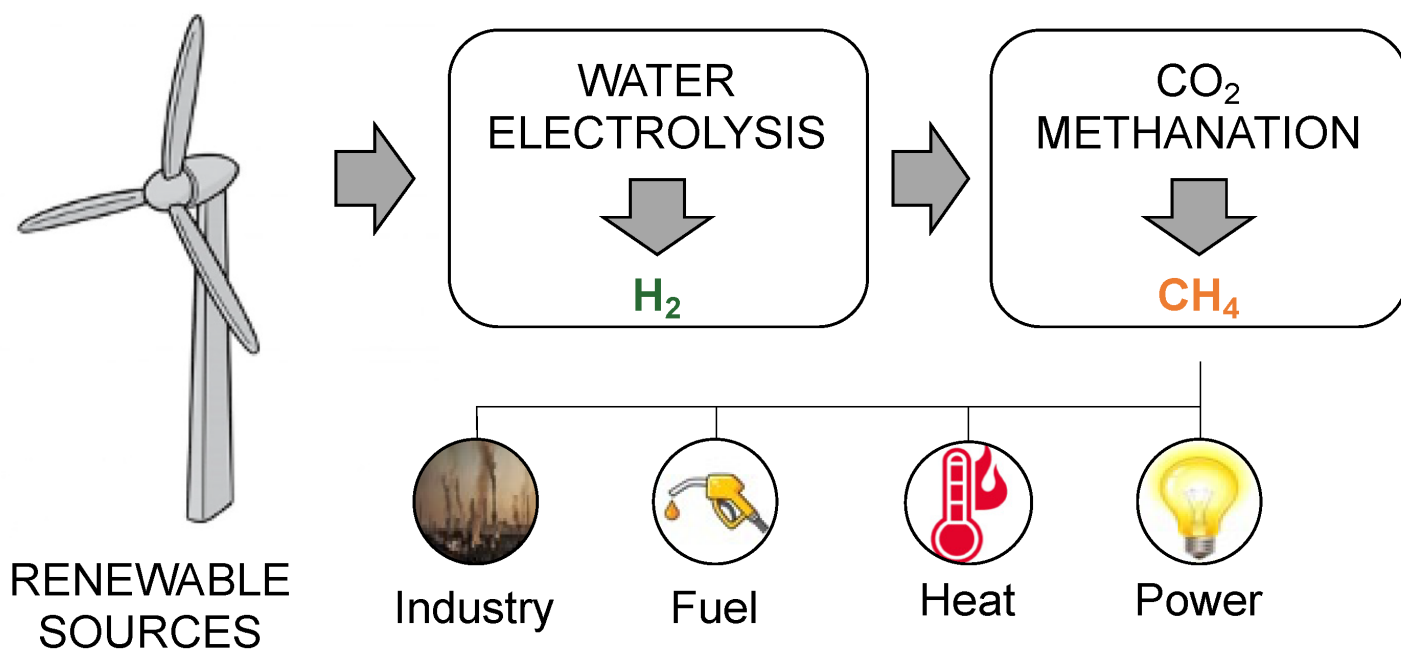 WATER
ELECTROLYSIS
H₂
CO₂
METHANATION
CH₄
RENEWABLE
SOURCES
Industry
Fuel
Heat
Power